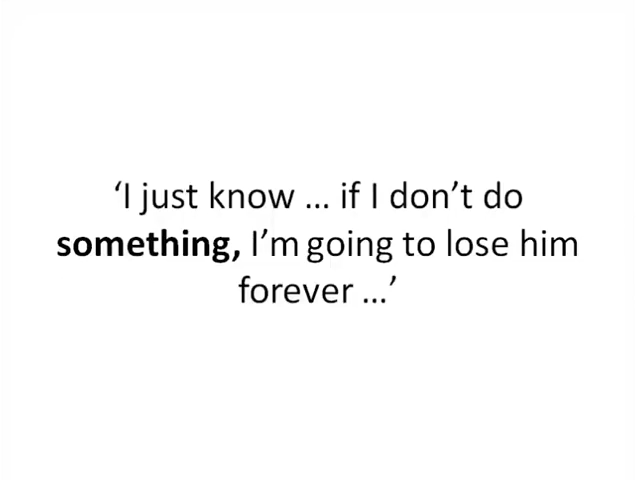 ‘I just know … if I don’t do
something, I’m going to lose him
forever …’